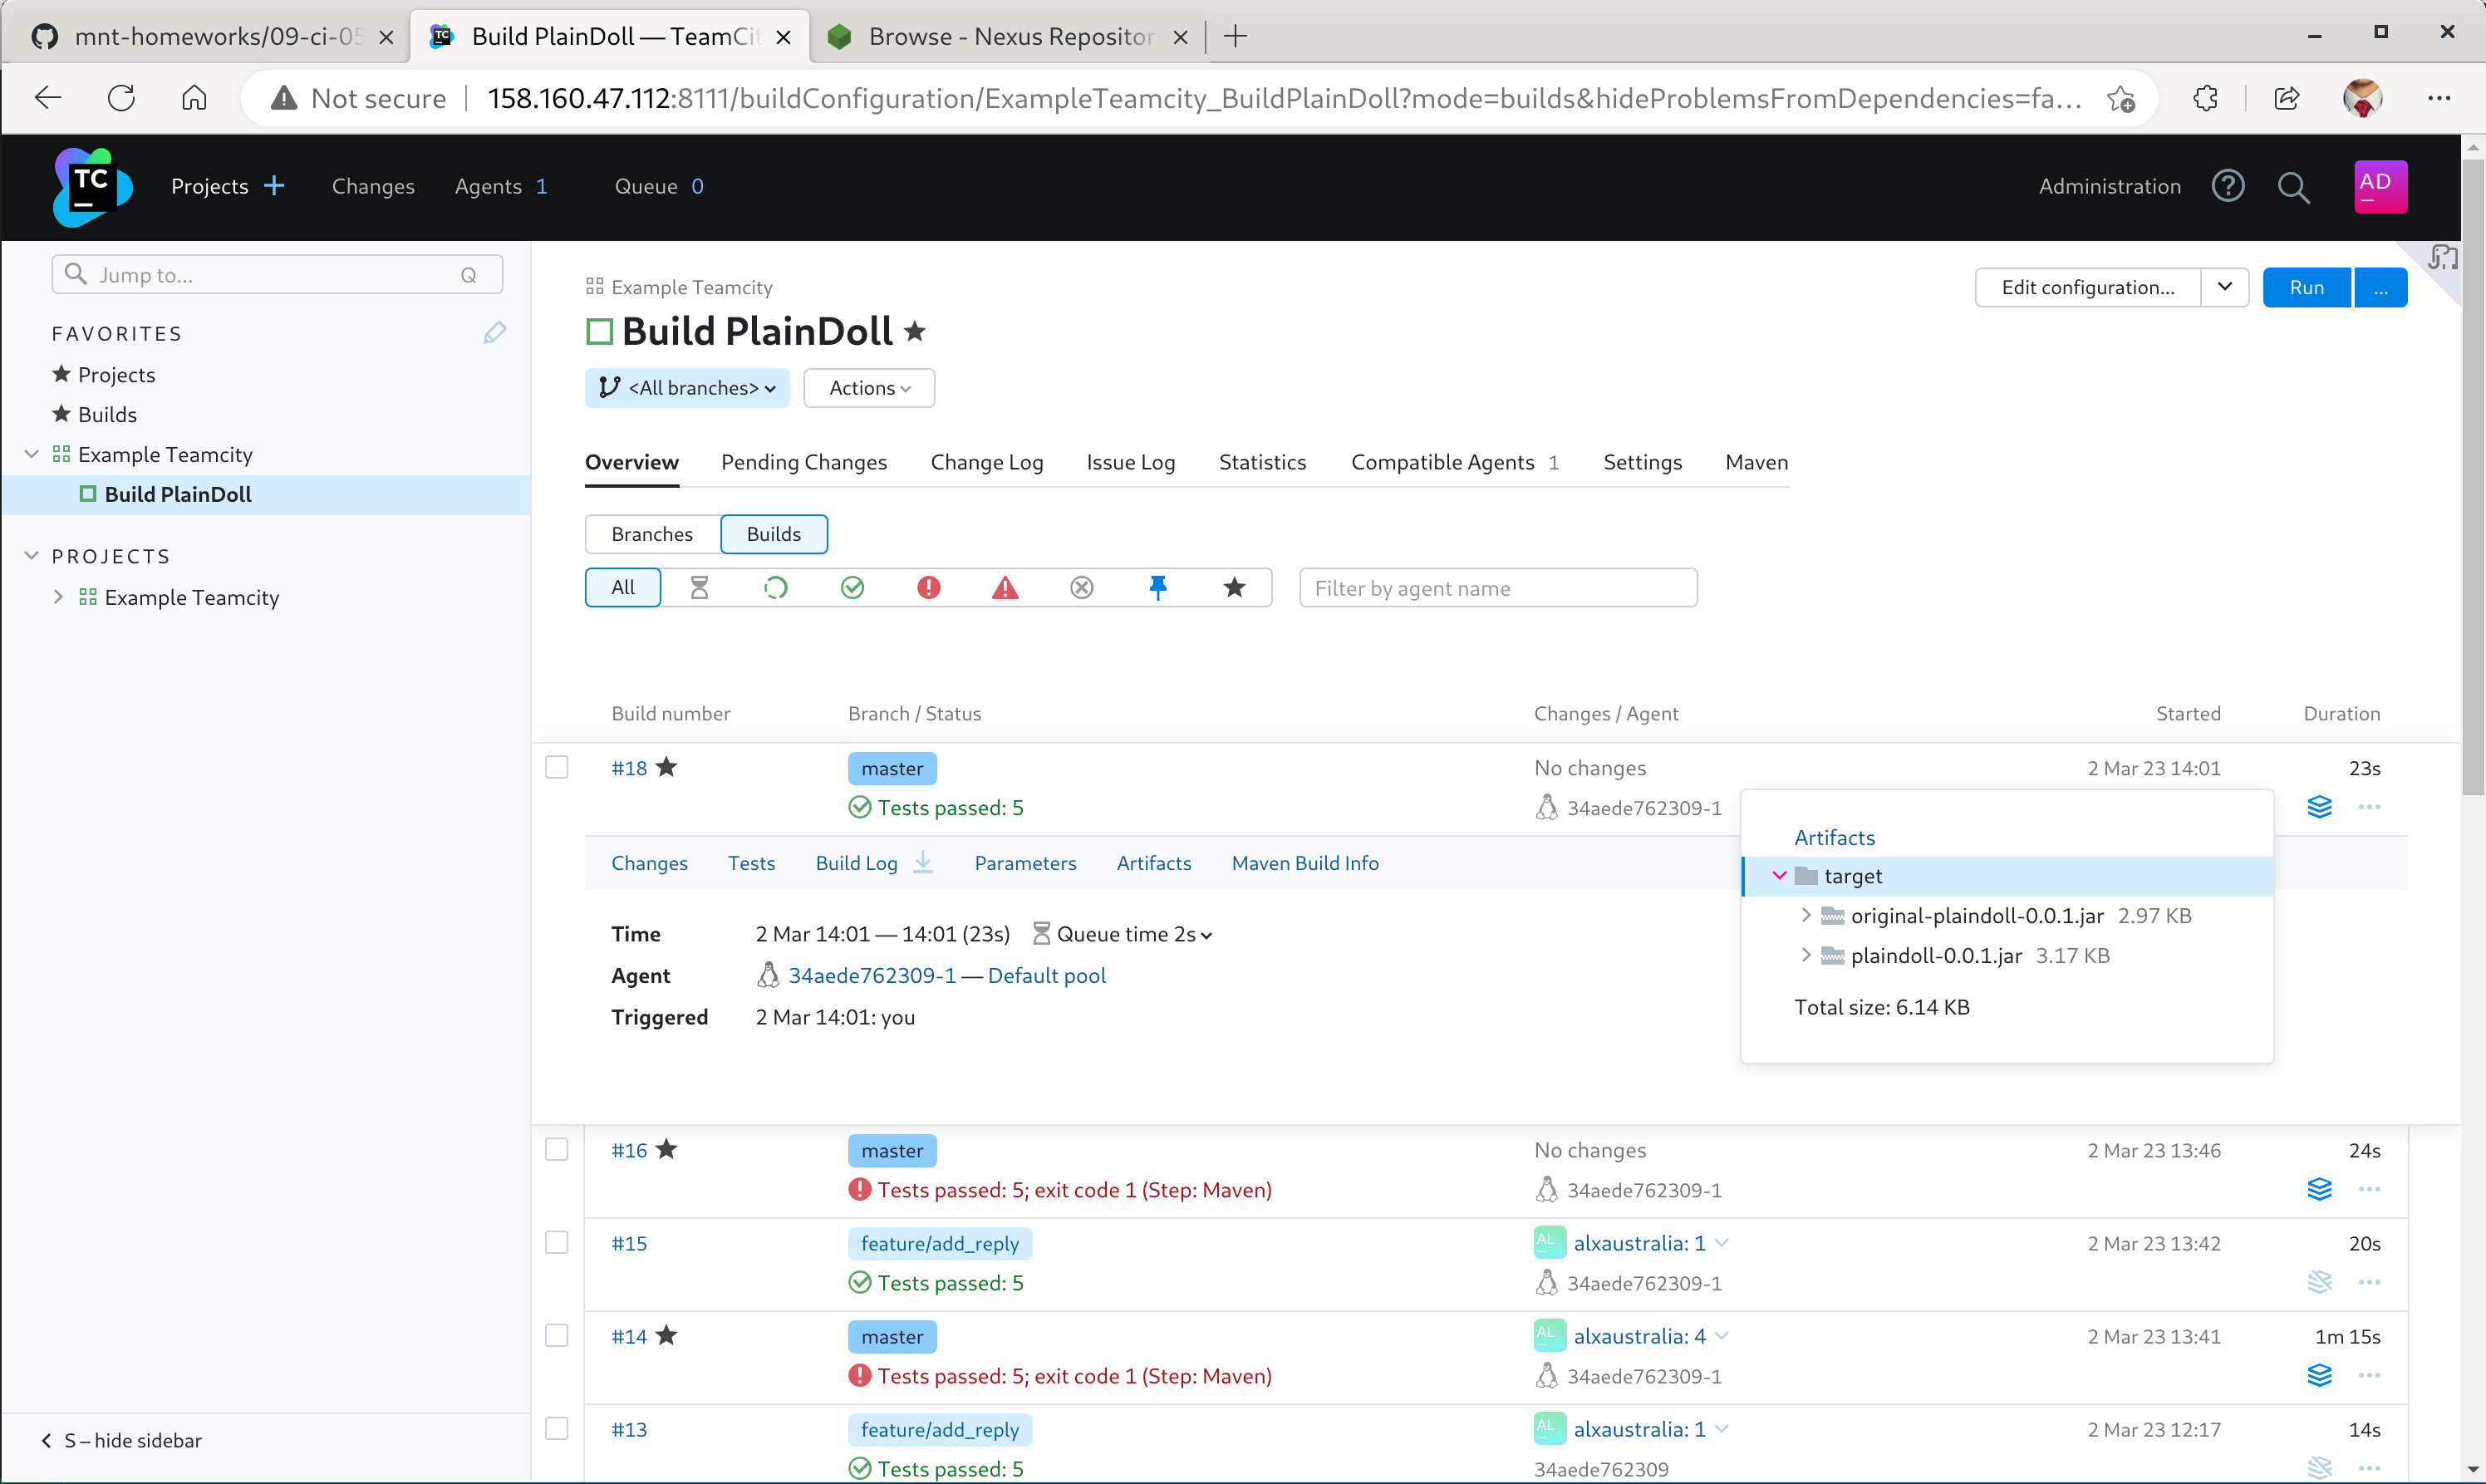 mnt-homeworks/09-ci-05
Build PlainDoll — TeamCit
Browse - Nexus Repositor
Not secure
158.160.47.112:8111/buildConfiguration/ExampleTeamcity_BuildPlainDoll?mode=builds&hideProblemsFromDependencies=fa...
TC
Projects
Changes
Agents 1
Queue 0
Administration
AD
Jump to...
Q
FAVORITES
Projects
Builds
Example Teamcity
Build PlainDoll
PROJECTS
Example Teamcity
S – hide sidebar
Example Teamcity
Edit configuration...
Run
...
Build PlainDoll
<All branches>
Actions
Overview
Pending Changes
Change Log
Issue Log
Statistics
Compatible Agents 1
Settings
Maven
Branches
Builds
All
Filter by agent name
Build number
Branch / Status
Changes / Agent
Started
Duration
#18
master
No changes
2 Mar 23 14:01
23s
Tests passed: 5
34aede762309-1
Changes
Tests
Build Log
Parameters
Artifacts
Maven Build Info
Time
2 Mar 14:01 — 14:01 (23s)
Queue time 2s
Agent
34aede762309-1 — Default pool
Triggered
2 Mar 14:01: you
Artifacts
target
original-plaindoll-0.0.1.jar 2.97 KB
plaindoll-0.0.1.jar 3.17 KB
Total size: 6.14 KB
#16
master
No changes
2 Mar 23 13:46
24s
Tests passed: 5; exit code 1 (Step: Maven)
34aede762309-1
#15
feature/add_reply
AL
alxaustralia: 1
2 Mar 23 13:42
20s
Tests passed: 5
34aede762309-1
#14
master
AL
alxaustralia: 4
2 Mar 23 13:41
1m 15s
Tests passed: 5; exit code 1 (Step: Maven)
34aede762309-1
#13
feature/add_reply
AL
alxaustralia: 1
2 Mar 23 12:17
14s
Tests passed: 5
34aede762309